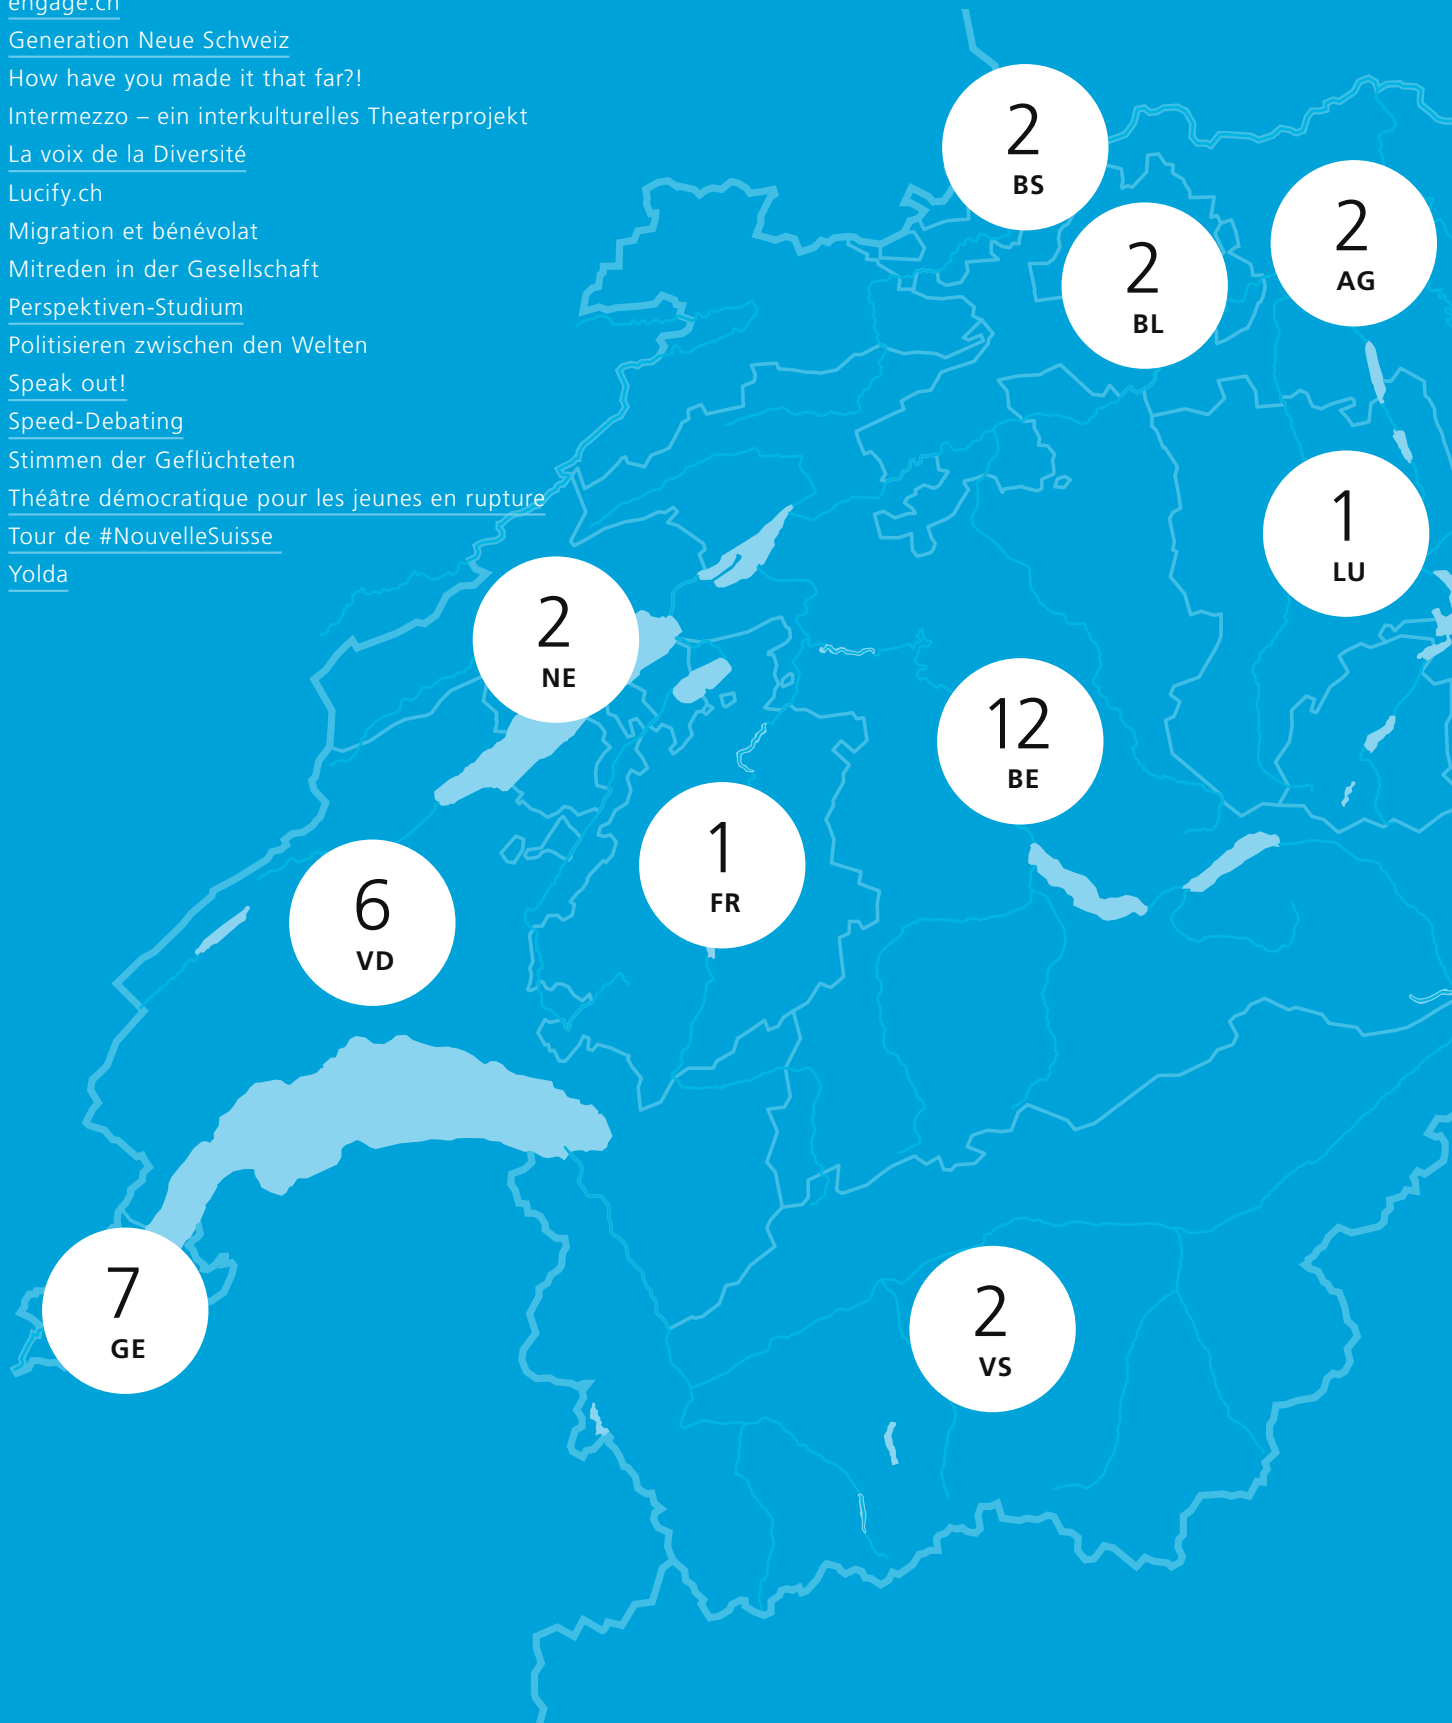 engage.ch
Generation Neue Schweiz
How have you made it that far?!
Intermezzo – ein interkulturelles Theaterprojekt
La voix de la Diversité
Lucify.ch
Migration et bénévolat
Mitreden in der Gesellschaft
Perspektiven-Studium
Politisieren zwischen den Welten
Speak out!
Speed-Debating
Stimmen der Geflüchteten
Théâtre démocratique pour les jeunes en rupture
Tour de #NouvelleSuisse
Yolda
2
BS
2
AG
2
BL
1
LU
2
NE
12
BE
1
FR
6
VD
7
GE
2
VS